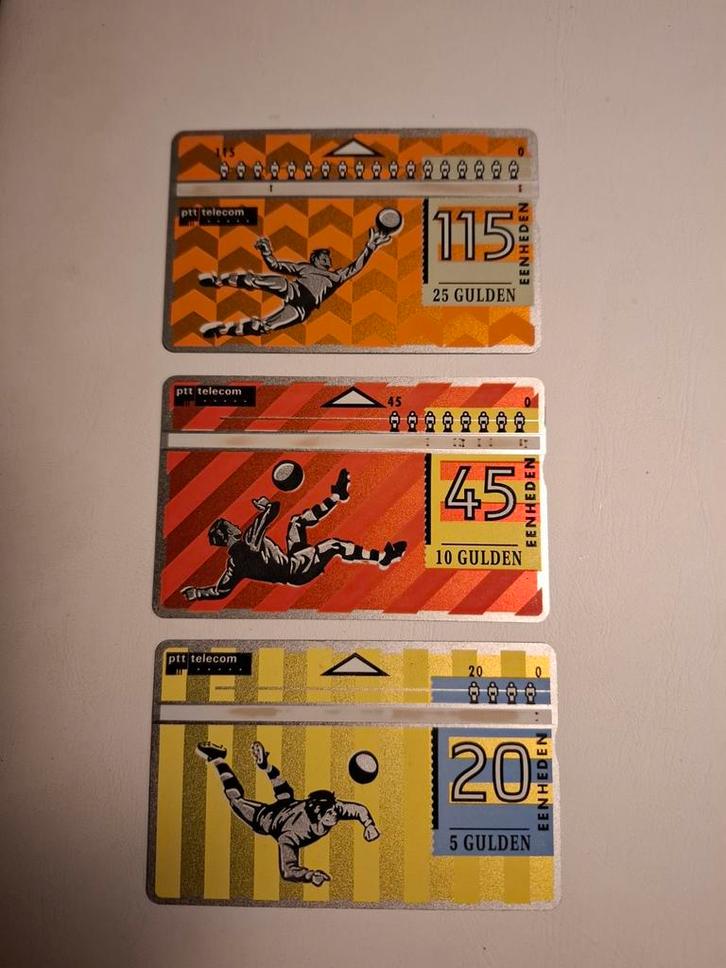 115 0
ptt telecom
115
EENHEDEN
25 GULDEN
ptt telecom
45 0
45
EENHEDEN
10 GULDEN
ptt telecom
20 0
20
EENHEDEN
5 GULDEN